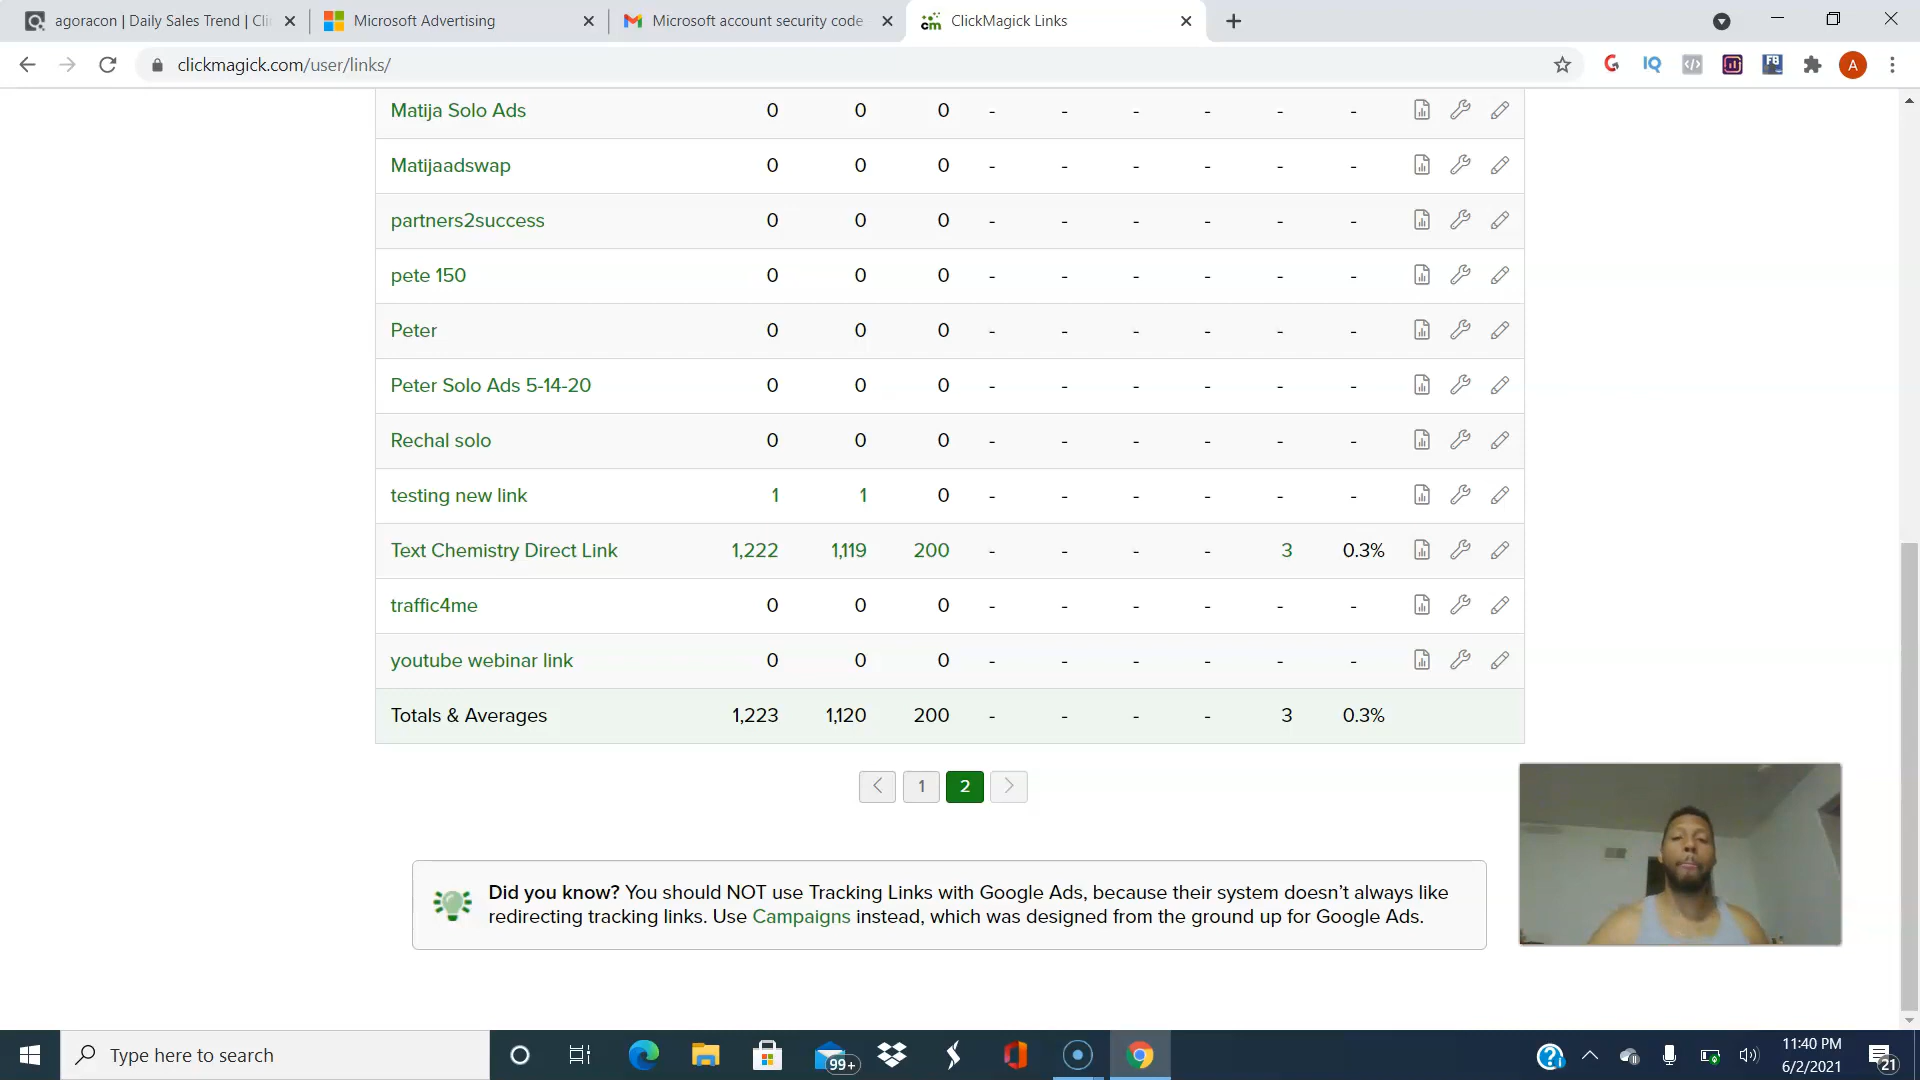 agoracon | Daily Sales Trend | Cli
Microsoft Advertising
Microsoft account security code
cm ClickMagick Links
clickmagick.com/user/links/
IQ
FB
A
Matija Solo Ads 0 0 0 - - - - - -
Matijaadswap 0 0 0 - - - - - -
partners2success 0 0 0 - - - - - -
pete 150 0 0 0 - - - - - -
Peter 0 0 0 - - - - - -
Peter Solo Ads 5-14-20 0 0 0 - - - - - -
Rechal solo 0 0 0 - - - - - -
testing new link 1 1 0 - - - - - -
Text Chemistry Direct Link 1,222 1,119 200 - - - - 3 0.3%
traffic4me 0 0 0 - - - - - -
youtube webinar link 0 0 0 - - - - - -
Totals & Averages 1,223 1,120 200 - - - - 3 0.3%
1 2
Did you know? You should NOT use Tracking Links with Google Ads, because their system doesn't always like
redirecting tracking links. Use Campaigns instead, which was designed from the ground up for Google Ads.
Type here to search
99+
11:40 PM
6/2/2021
21